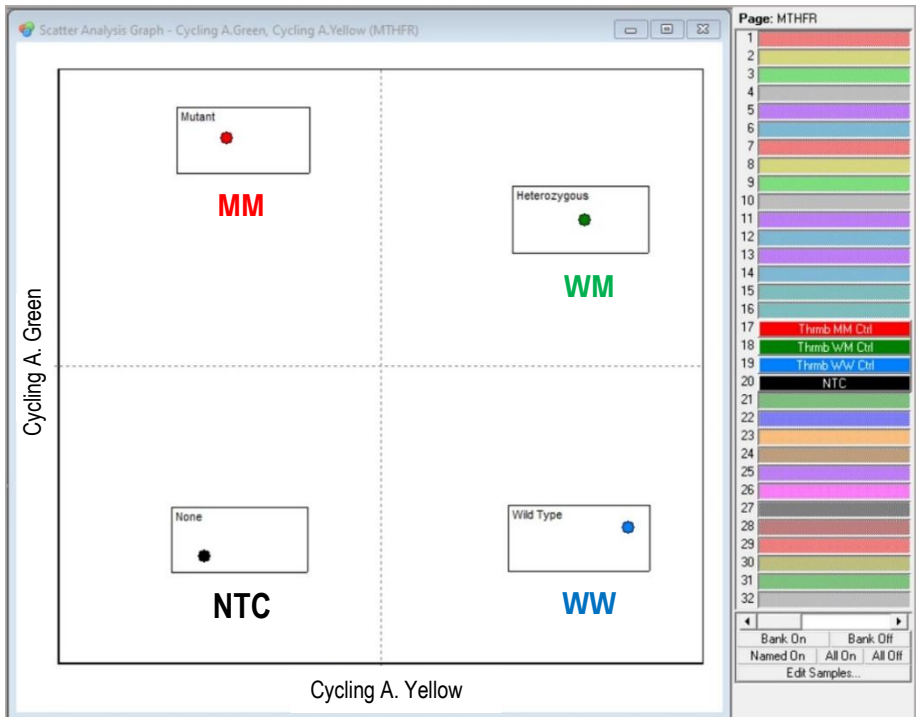 Scatter Analysis Graph - Cycling A.Green, Cycling A.Yellow (MTHFR)
Mutant
MM
Heterozygous
WM
Cycling A. Green
None
NTC
Wild Type
WW
Cycling A. Yellow
Page: MTHFR
1
2
3
4
5
6
7
8
9
10
11
12
13
14
15
16
17 Thrmb MM Ctrl
18 Thrmb WM Ctrl
19 Thrmb WW Ctrl
20 NTC
21
22
23
24
25
26
27
28
29
30
31
32
Bank On Bank Off
Named On All On All Off
Edit Samples...